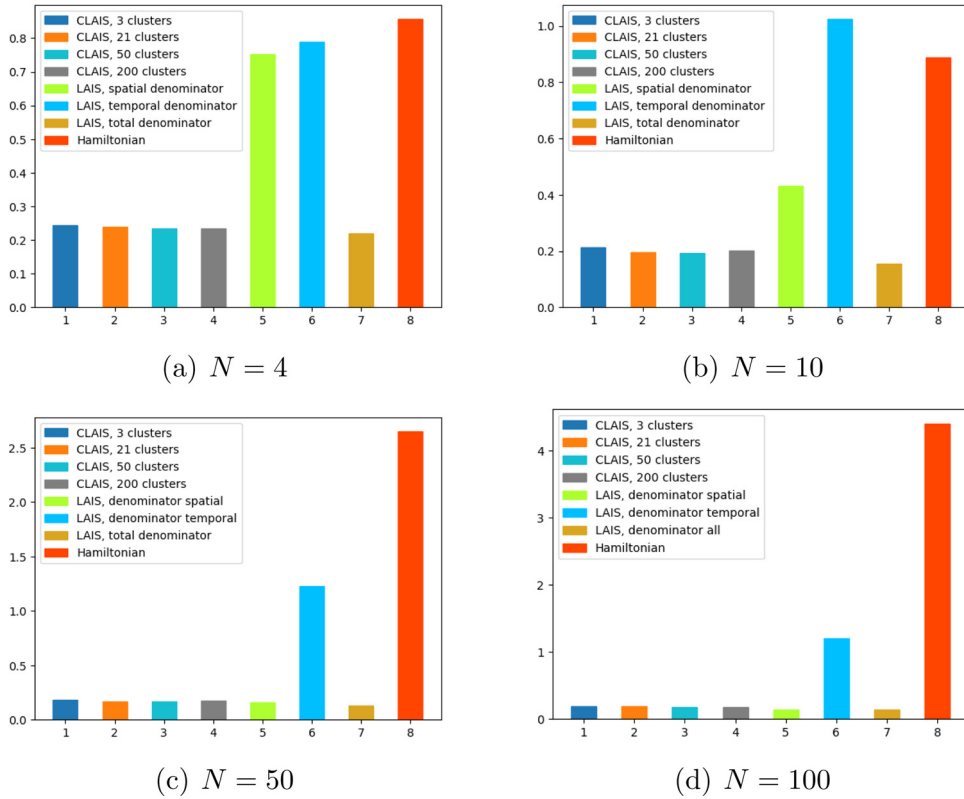 CLAIS, 3 clusters
CLAIS, 21 clusters
CLAIS, 50 clusters
CLAIS, 200 clusters
LAIS, spatial denominator
LAIS, temporal denominator
LAIS, total denominator
Hamiltonian
0.8
0.7
0.6
0.5
0.4
0.3
0.2
0.1
0.0
1 2 3 4 5 6 7 8
(a) N = 4
CLAIS, 3 clusters
CLAIS, 21 clusters
CLAIS, 50 clusters
CLAIS, 200 clusters
LAIS, spatial denominator
LAIS, temporal denominator
LAIS, total denominator
Hamiltonian
1.0
0.8
0.6
0.4
0.2
0.0
1 2 3 4 5 6 7 8
(b) N = 10
CLAIS, 3 clusters
CLAIS, 21 clusters
CLAIS, 50 clusters
CLAIS, 200 clusters
LAIS, denominator spatial
LAIS, denominator temporal
LAIS, total denominator
Hamiltonian
2.5
2.0
1.5
1.0
0.5
0.0
1 2 3 4 5 6 7 8
(c) N = 50
CLAIS, 3 clusters
CLAIS, 21 clusters
CLAIS, 50 clusters
CLAIS, 200 clusters
LAIS, denominator spatial
LAIS, denominator temporal
LAIS, denominator all
Hamiltonian
4
3
2
1
0
1 2 3 4 5 6 7 8
(d) N = 100